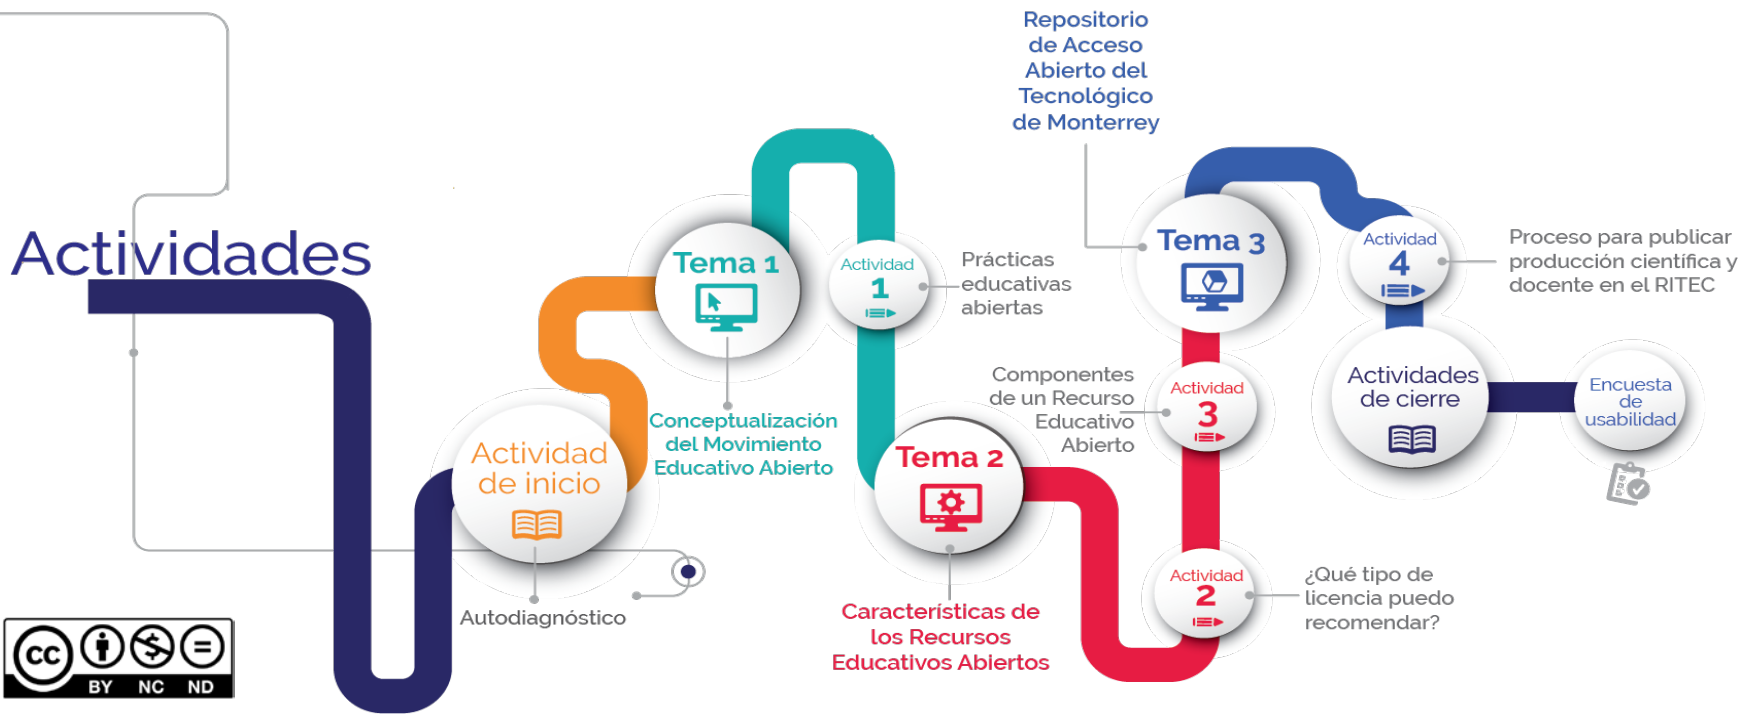 Actividades
Actividad
de inicio
Autodiagnóstico
Tema 1
Conceptualización
del Movimiento
Educativo Abierto
Actividad
1
Prácticas
educativas
abiertas
Tema 2
Características de
los Recursos
Educativos Abiertos
Actividad
2
¿Qué tipo de
licencia puedo
recomendar?
Actividad
3
Componentes
de un Recurso
Educativo
Abierto
Repositorio
de Acceso
Abierto del
Tecnológico
de Monterrey
Tema 3
Actividad
4
Proceso para publicar
producción científica y
docente en el RITEC
Actividades
de cierre
Encuesta
de
usabilidad
cc
BY NC ND